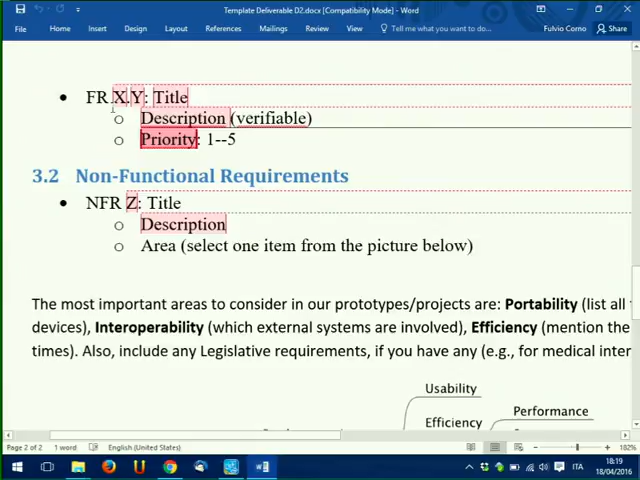 Template Deliverable D2.docx [Compatibility Mode] - Word
File Home Insert Design Layout References Mailings Review View Tell me what you want to do... Fulvio Corno Share
FR.X.Y: Title
Description (verifiable)
Priority: 1--5
3.2 Non-Functional Requirements
NFR Z: Title
Description
Area (select one item from the picture below)
The most important areas to consider in our prototypes/projects are: Portability (list all
devices), Interoperability (which external systems are involved), Efficiency (mention the
times). Also, include any Legislative requirements, if you have any (e.g., for medical inter
Usability
Performance
Efficiency
Page 2 of 2 1 word English (United States) 182%
18:19
ITA
18/04/2016